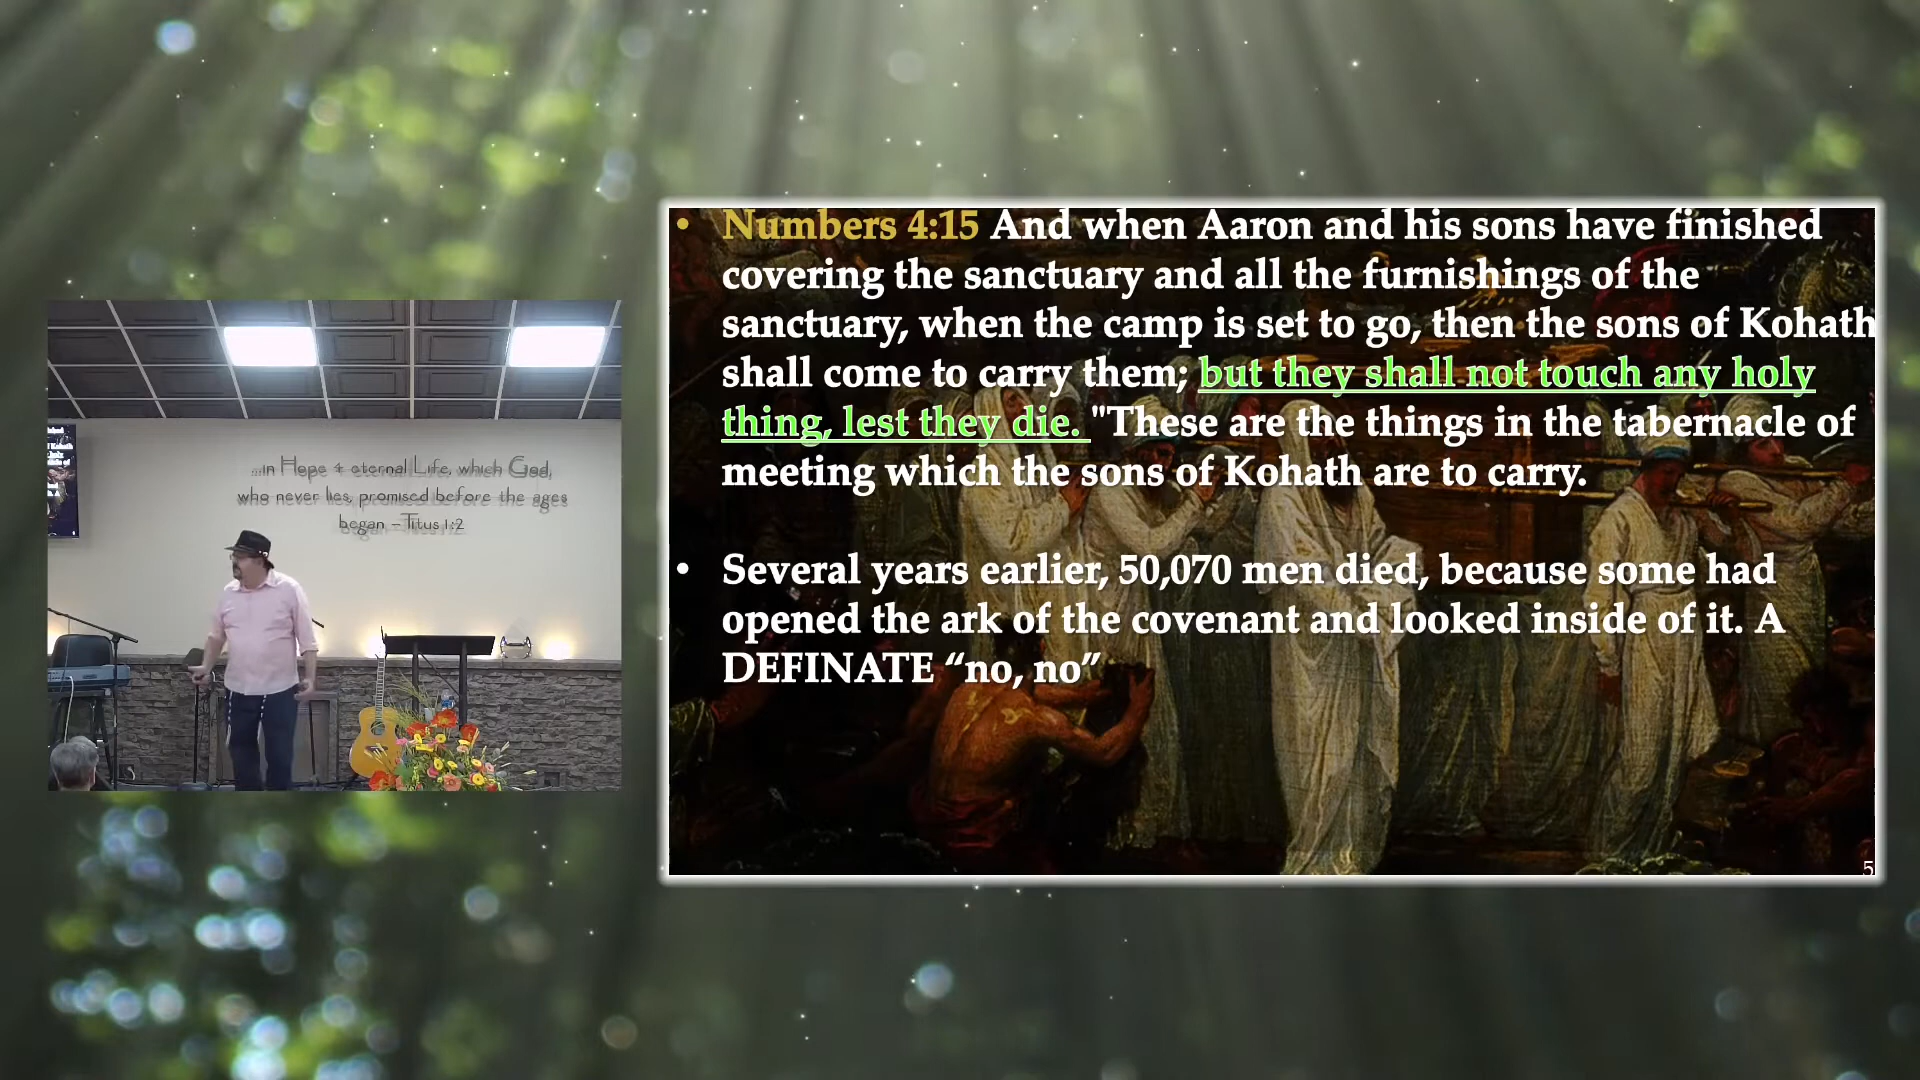 • Numbers 4:15 And when Aaron and his sons have finished
covering the sanctuary and all the furnishings of the
sanctuary, when the camp is set to go, then the sons of Kohath
shall come to carry them; but they shall not touch any holy
thing, lest they die. "These are the things in the tabernacle of
meeting which the sons of Kohath are to carry.
• Several years earlier, 50,070 men died, because some had
opened the ark of the covenant and looked inside of it. A
DEFINATE “no, no”
5
...in Hope of eternal Life, which God,
who never lies, promised before the ages
began - Titus 1:2